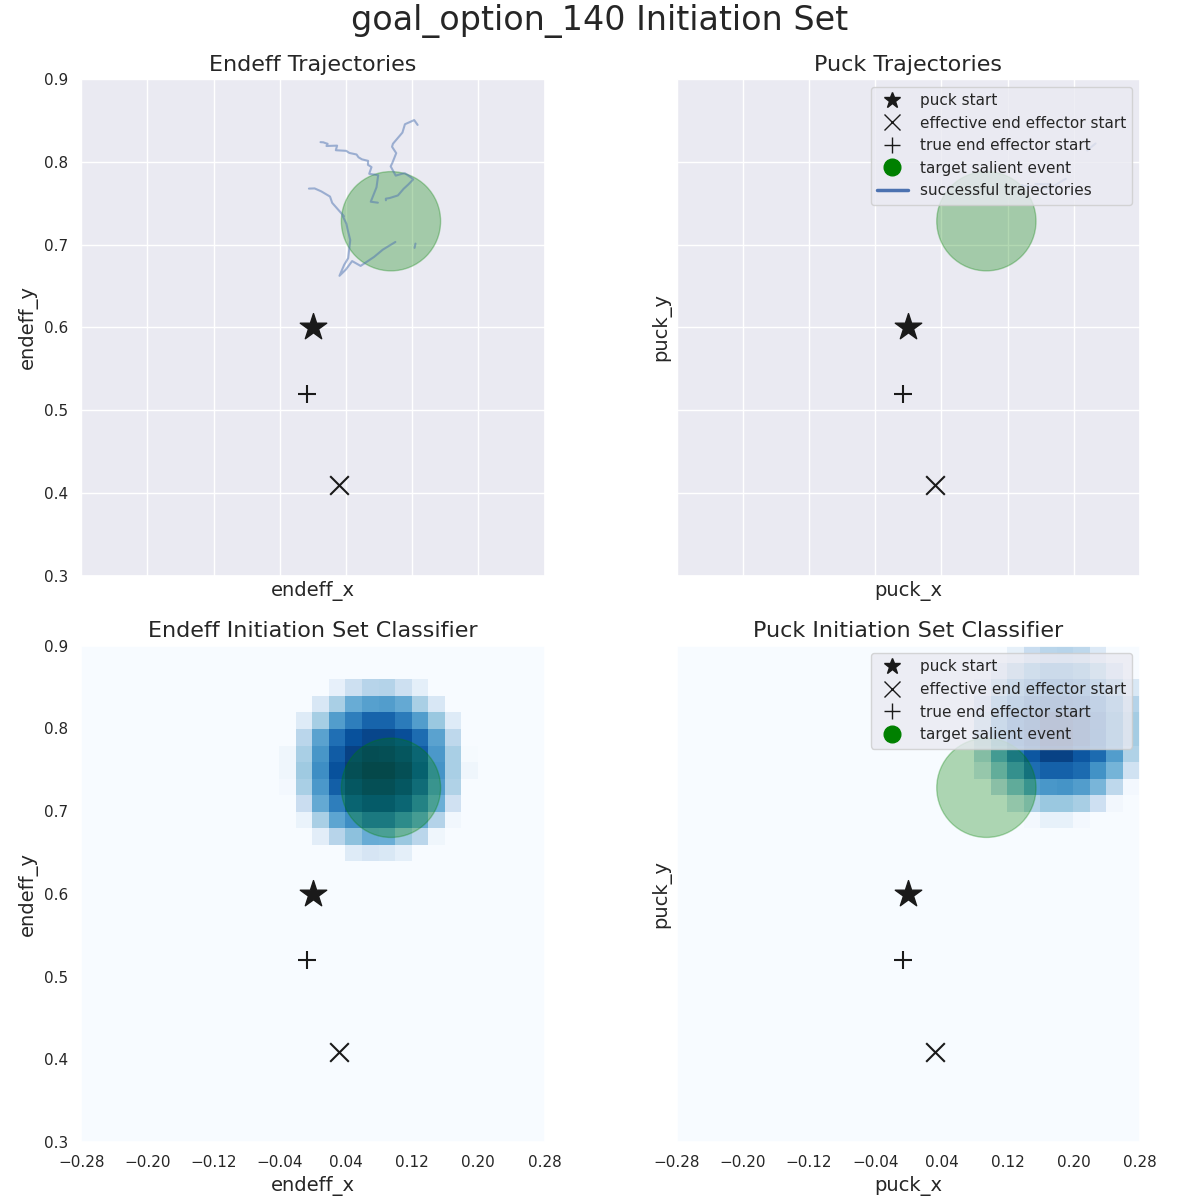 goal_option_140 Initiation Set
Endeff Trajectories
0.9
0.8
0.7
0.6
0.5
0.4
0.3
endeff_y
endeff_x
Puck Trajectories
puck start
effective end effector start
true end effector start
target salient event
successful trajectories
puck_y
puck_x
Endeff Initiation Set Classifier
0.9
0.8
0.7
0.6
0.5
0.4
0.3
endeff_y
−0.28 −0.20 −0.12 −0.04 0.04 0.12 0.20 0.28
endeff_x
Puck Initiation Set Classifier
puck start
effective end effector start
true end effector start
target salient event
puck_y
−0.28 −0.20 −0.12 −0.04 0.04 0.12 0.20 0.28
puck_x